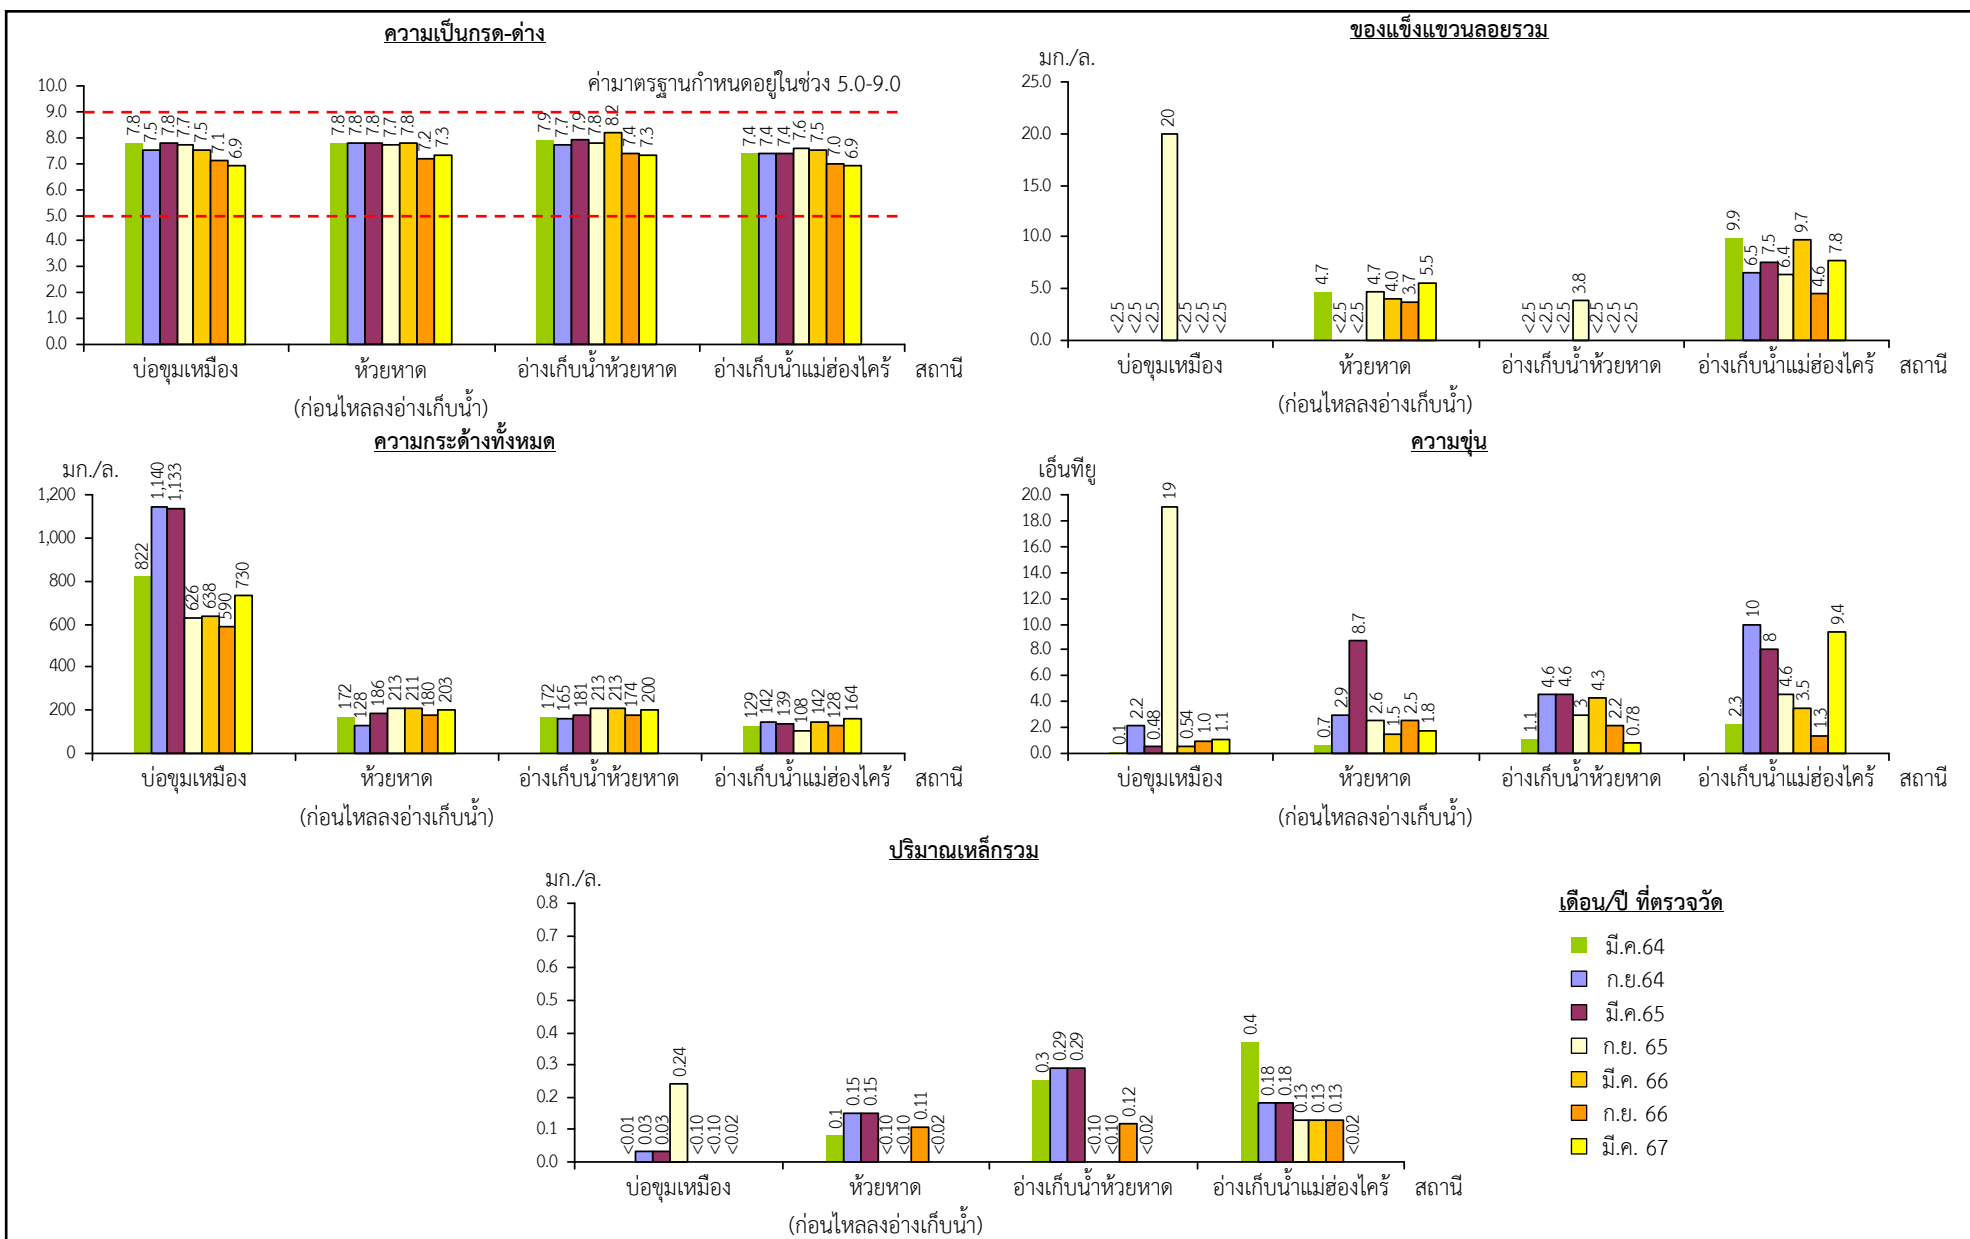 ความเป็นกรด-ด่าง
ค่ามาตรฐานกำหนดอยู่ในช่วง 5.0-9.0
10.0
9.0
8.0
7.0
6.0
5.0
4.0
3.0
2.0
1.0
0.0
7.8 7.5 7.8 7.7 7.5 7.1 6.9
7.8 7.8 7.8 7.7 7.8 7.2 7.3
7.9 7.7 7.9 7.8 8.2 7.4 7.3
7.4 7.4 7.4 7.6 7.5 7.0 6.9
บ่อขุมเหมือง ห้วยหาด อ่างเก็บน้ำห้วยหาด อ่างเก็บน้ำแม่ฮ่องไคร้ สถานี
(ก่อนไหลลงอ่างเก็บน้ำ)
ของแข็งแขวนลอยรวม
มก./ล.
25.0
20.0
15.0
10.0
5.0
0.0
<2.5 <2.5 <2.5 20 <2.5 <2.5 <2.5
4.7 <2.5 <2.5 4.7 4.0 3.7 5.5
<2.5 <2.5 <2.5 3.8 <2.5 <2.5 <2.5
9.9 6.5 7.5 6.4 9.7 4.6 7.8
บ่อขุมเหมือง ห้วยหาด อ่างเก็บน้ำห้วยหาด อ่างเก็บน้ำแม่ฮ่องไคร้ สถานี
(ก่อนไหลลงอ่างเก็บน้ำ)
ความกระด้างทั้งหมด
มก./ล.
1,200
1,000
800
600
400
200
0
822 1,140 1,133 626 638 590 730
172 128 186 213 211 180 203
172 165 181 213 213 174 200
129 142 139 108 142 128 164
บ่อขุมเหมือง ห้วยหาด อ่างเก็บน้ำห้วยหาด อ่างเก็บน้ำแม่ฮ่องไคร้ สถานี
(ก่อนไหลลงอ่างเก็บน้ำ)
ความขุ่น
เอ็นทียู
20.0
18.0
16.0
14.0
12.0
10.0
8.0
6.0
4.0
2.0
0.0
0.1 2.2 0.48 19 0.54 1.0 1.1
0.7 2.9 8.7 2.6 1.5 2.5 1.8
1.1 4.6 4.6 3 4.3 2.2 0.78
2.3 10 8 4.6 3.5 1.3 9.4
บ่อขุมเหมือง ห้วยหาด อ่างเก็บน้ำห้วยหาด อ่างเก็บน้ำแม่ฮ่องไคร้ สถานี
(ก่อนไหลลงอ่างเก็บน้ำ)
ปริมาณเหล็กรวม
มก./ล.
0.8
0.7
0.6
0.5
0.4
0.3
0.2
0.1
0.0
<0.01 0.03 0.03 0.24 <0.10 <0.10 <0.02
0.1 0.15 0.15 <0.10 <0.10 0.11 <0.02
0.3 0.29 0.29 <0.10 <0.10 0.12 <0.02
0.4 0.18 0.18 0.13 0.13 0.13 <0.02
บ่อขุมเหมือง ห้วยหาด อ่างเก็บน้ำห้วยหาด อ่างเก็บน้ำแม่ฮ่องไคร้ สถานี
(ก่อนไหลลงอ่างเก็บน้ำ)
เดือน/ปี ที่ตรวจวัด
มี.ค.64
ก.ย.64
มี.ค.65
ก.ย. 65
มี.ค. 66
ก.ย. 66
มี.ค. 67